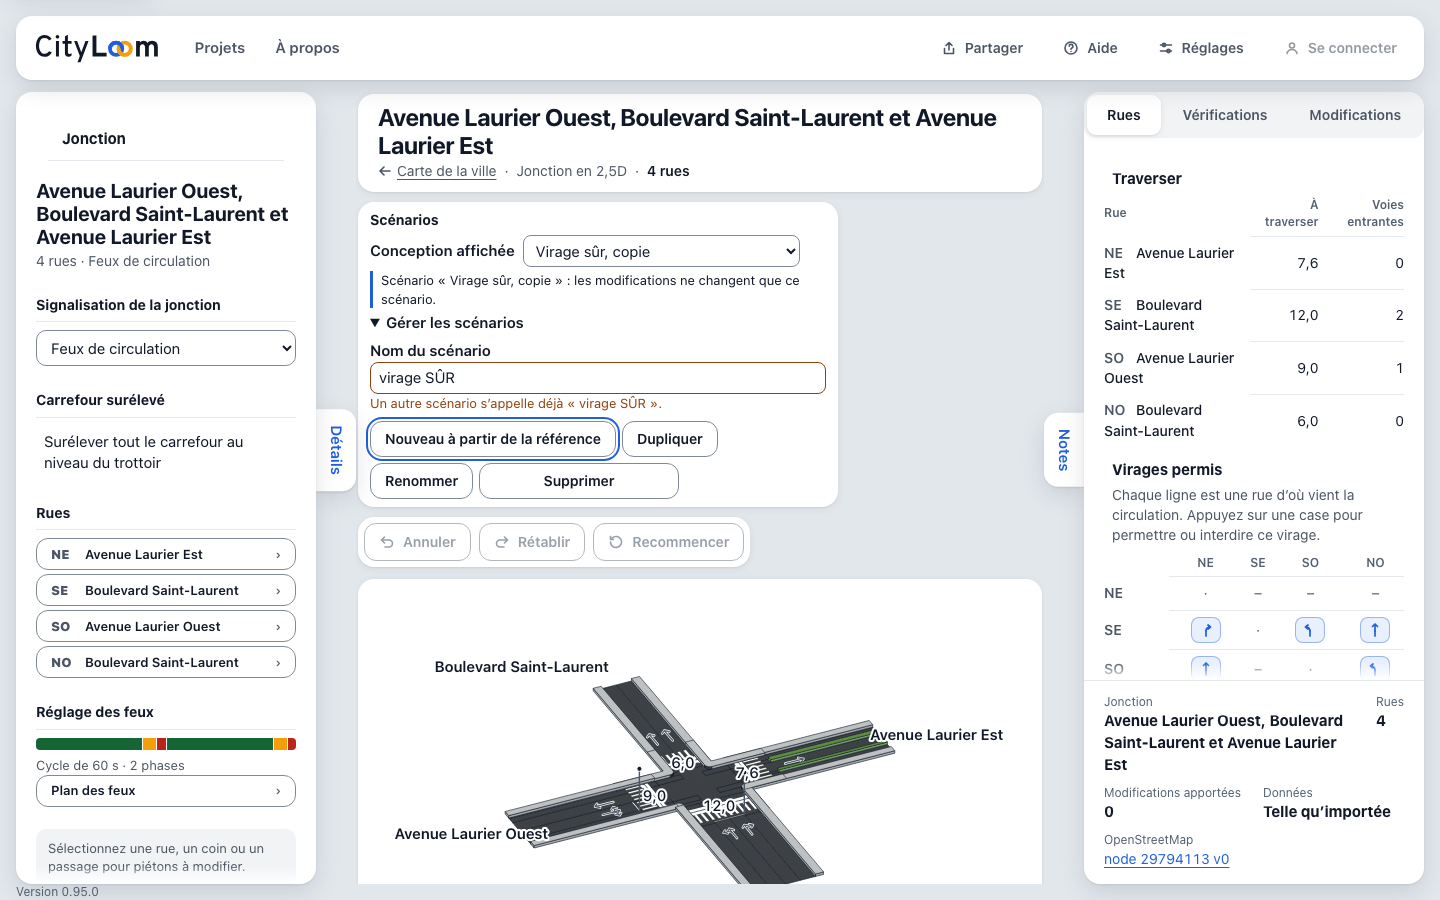 CityLoom
Projets
À propos
Partager
Aide
Réglages
Se connecter
Jonction
Avenue Laurier Ouest,
Boulevard Saint-Laurent et
Avenue Laurier Est
4 rues · Feux de circulation
Signalisation de la jonction
Feux de circulation
Carrefour surélevé
Surélever tout le carrefour au
niveau du trottoir
Rues
NE Avenue Laurier Est ›
SE Boulevard Saint-Laurent ›
SO Avenue Laurier Ouest ›
NO Boulevard Saint-Laurent ›
Réglage des feux
Cycle de 60 s · 2 phases
Plan des feux ›
Sélectionnez une rue, un coin ou un
passage pour piétons à modifier.
Version 0.95.0
Détails
Avenue Laurier Ouest, Boulevard Saint-Laurent et Avenue
Laurier Est
← Carte de la ville · Jonction en 2,5D · 4 rues
Scénarios
Conception affichée Virage sûr, copie
Scénario « Virage sûr, copie » : les modifications ne changent que ce
scénario.
▼ Gérer les scénarios
Nom du scénario
virage SÛR
Un autre scénario s’appelle déjà « virage SÛR ».
Nouveau à partir de la référence
Dupliquer
Renommer
Supprimer
Annuler
Rétablir
Recommencer
Boulevard Saint-Laurent
Avenue Laurier Est
6,0
7,6
9,0
12,0
Avenue Laurier Ouest
Notes
Rues
Vérifications
Modifications
Traverser
Rue
À
traverser
Voies
entrantes
NE Avenue Laurier
Est
7,6
0
SE Boulevard
Saint-Laurent
12,0
2
SO Avenue Laurier
Ouest
9,0
1
NO Boulevard
Saint-Laurent
6,0
0
Virages permis
Chaque ligne est une rue d’où vient la
circulation. Appuyez sur une case pour
permettre ou interdire ce virage.
NE SE SO NO
NE · – – –
SE ·
SO – ·
Jonction
Avenue Laurier Ouest, Boulevard
Saint-Laurent et Avenue Laurier
Est
Rues
4
Modifications apportées
0
Données
Telle qu’importée
OpenStreetMap
node 29794113 v0